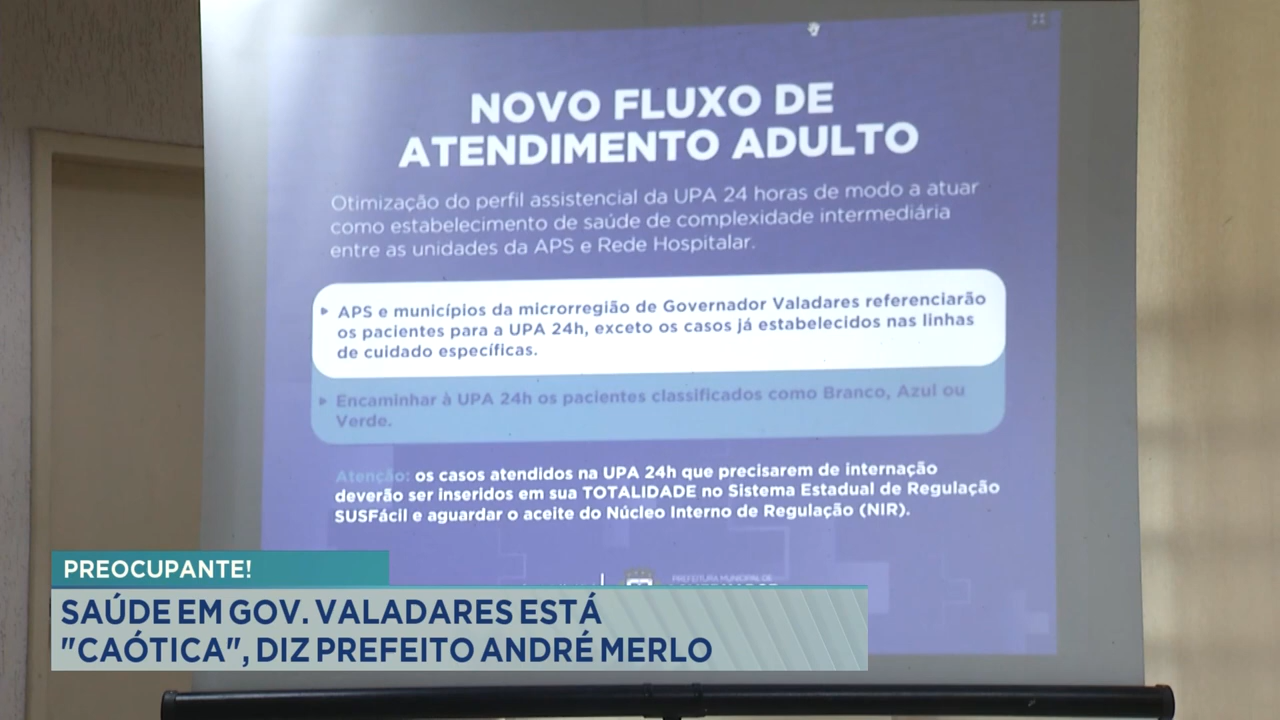 NOVO FLUXO DE
ATENDIMENTO ADULTO
Otimização do perfil assistencial da UPA 24 horas de modo a atuar
como estabelecimento de saúde de complexidade intermediária
entre as unidades da APS e Rede Hospitalar.
▸ APS e municípios da microrregião de Governador Valadares referenciarão
os pacientes para a UPA 24h, exceto os casos já estabelecidos nas linhas
de cuidado específicas.
▸ Encaminhar à UPA 24h os pacientes classificados como Branco, Azul ou
Verde.
Atenção: os casos atendidos na UPA 24h que precisarem de internação
deverão ser inseridos em sua TOTALIDADE no Sistema Estadual de Regulação
SUSFácil e aguardar o aceite do Núcleo Interno de Regulação (NIR).
PREFEITURA MUNICIPAL DE
PREOCUPANTE!
SAÚDE EM GOV. VALADARES ESTÁ
"CAÓTICA", DIZ PREFEITO ANDRÉ MERLO